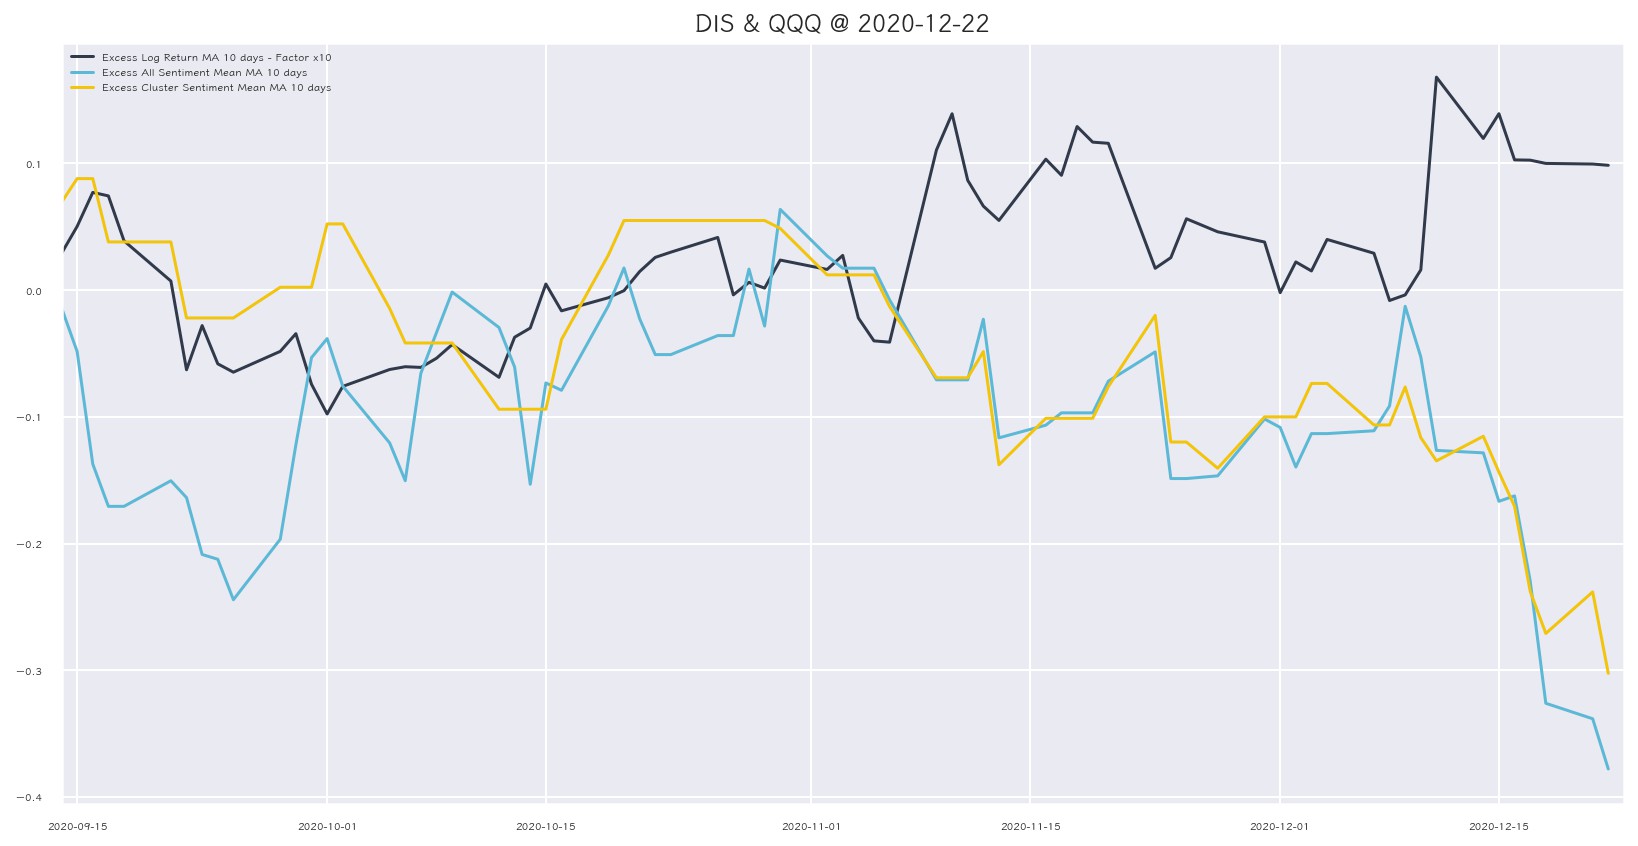 DIS & QQQ @ 2020-12-22
Excess Log Return MA 10 days - Factor x10
Excess All Sentiment Mean MA 10 days
Excess Cluster Sentiment Mean MA 10 days
0.1
0.0
−0.1
−0.2
−0.3
−0.4
2020-09-15 2020-10-01 2020-10-15 2020-11-01 2020-11-15 2020-12-01 2020-12-15